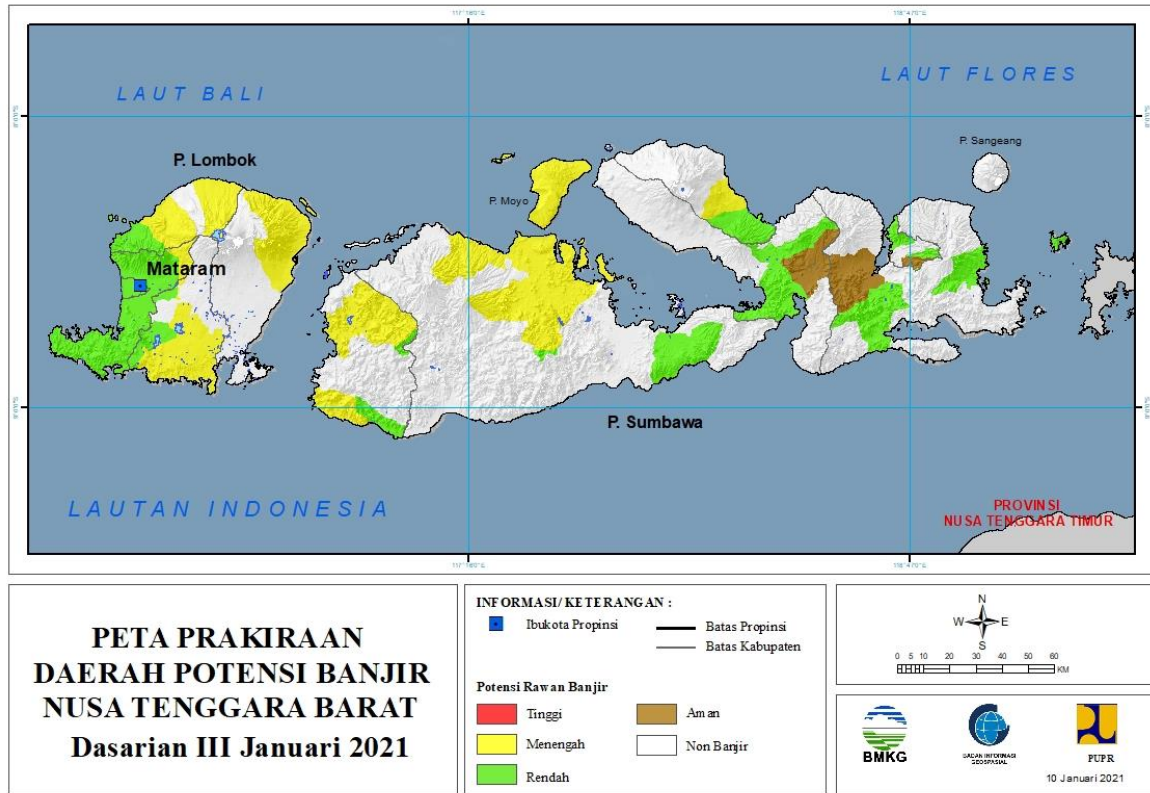 LAUT BALI
LAUT FLORES
P. Lombok
P. Sangeang
P. Moyo
Mataram
P. Sumbawa
LAUTAN INDONESIA
PROVINSI
NUSA TENGGARA TIMUR
PETA PRAKIRAAN
DAERAH POTENSI BANJIR
NUSA TENGGARA BARAT
Dasarian III Januari 2021
INFORMASI/ KETERANGAN :
Ibukota Propinsi
Batas Propinsi
Batas Kabupaten
Potensi Rawan Banjir
Tinggi
Aman
Menengah
Non Banjir
Rendah
N
W E
S
0 5 10 20 30 40 50 60
KM
BMKG
BADAN INFORMASI
GEOSPASIAL
PUPR
10 Januari 2021